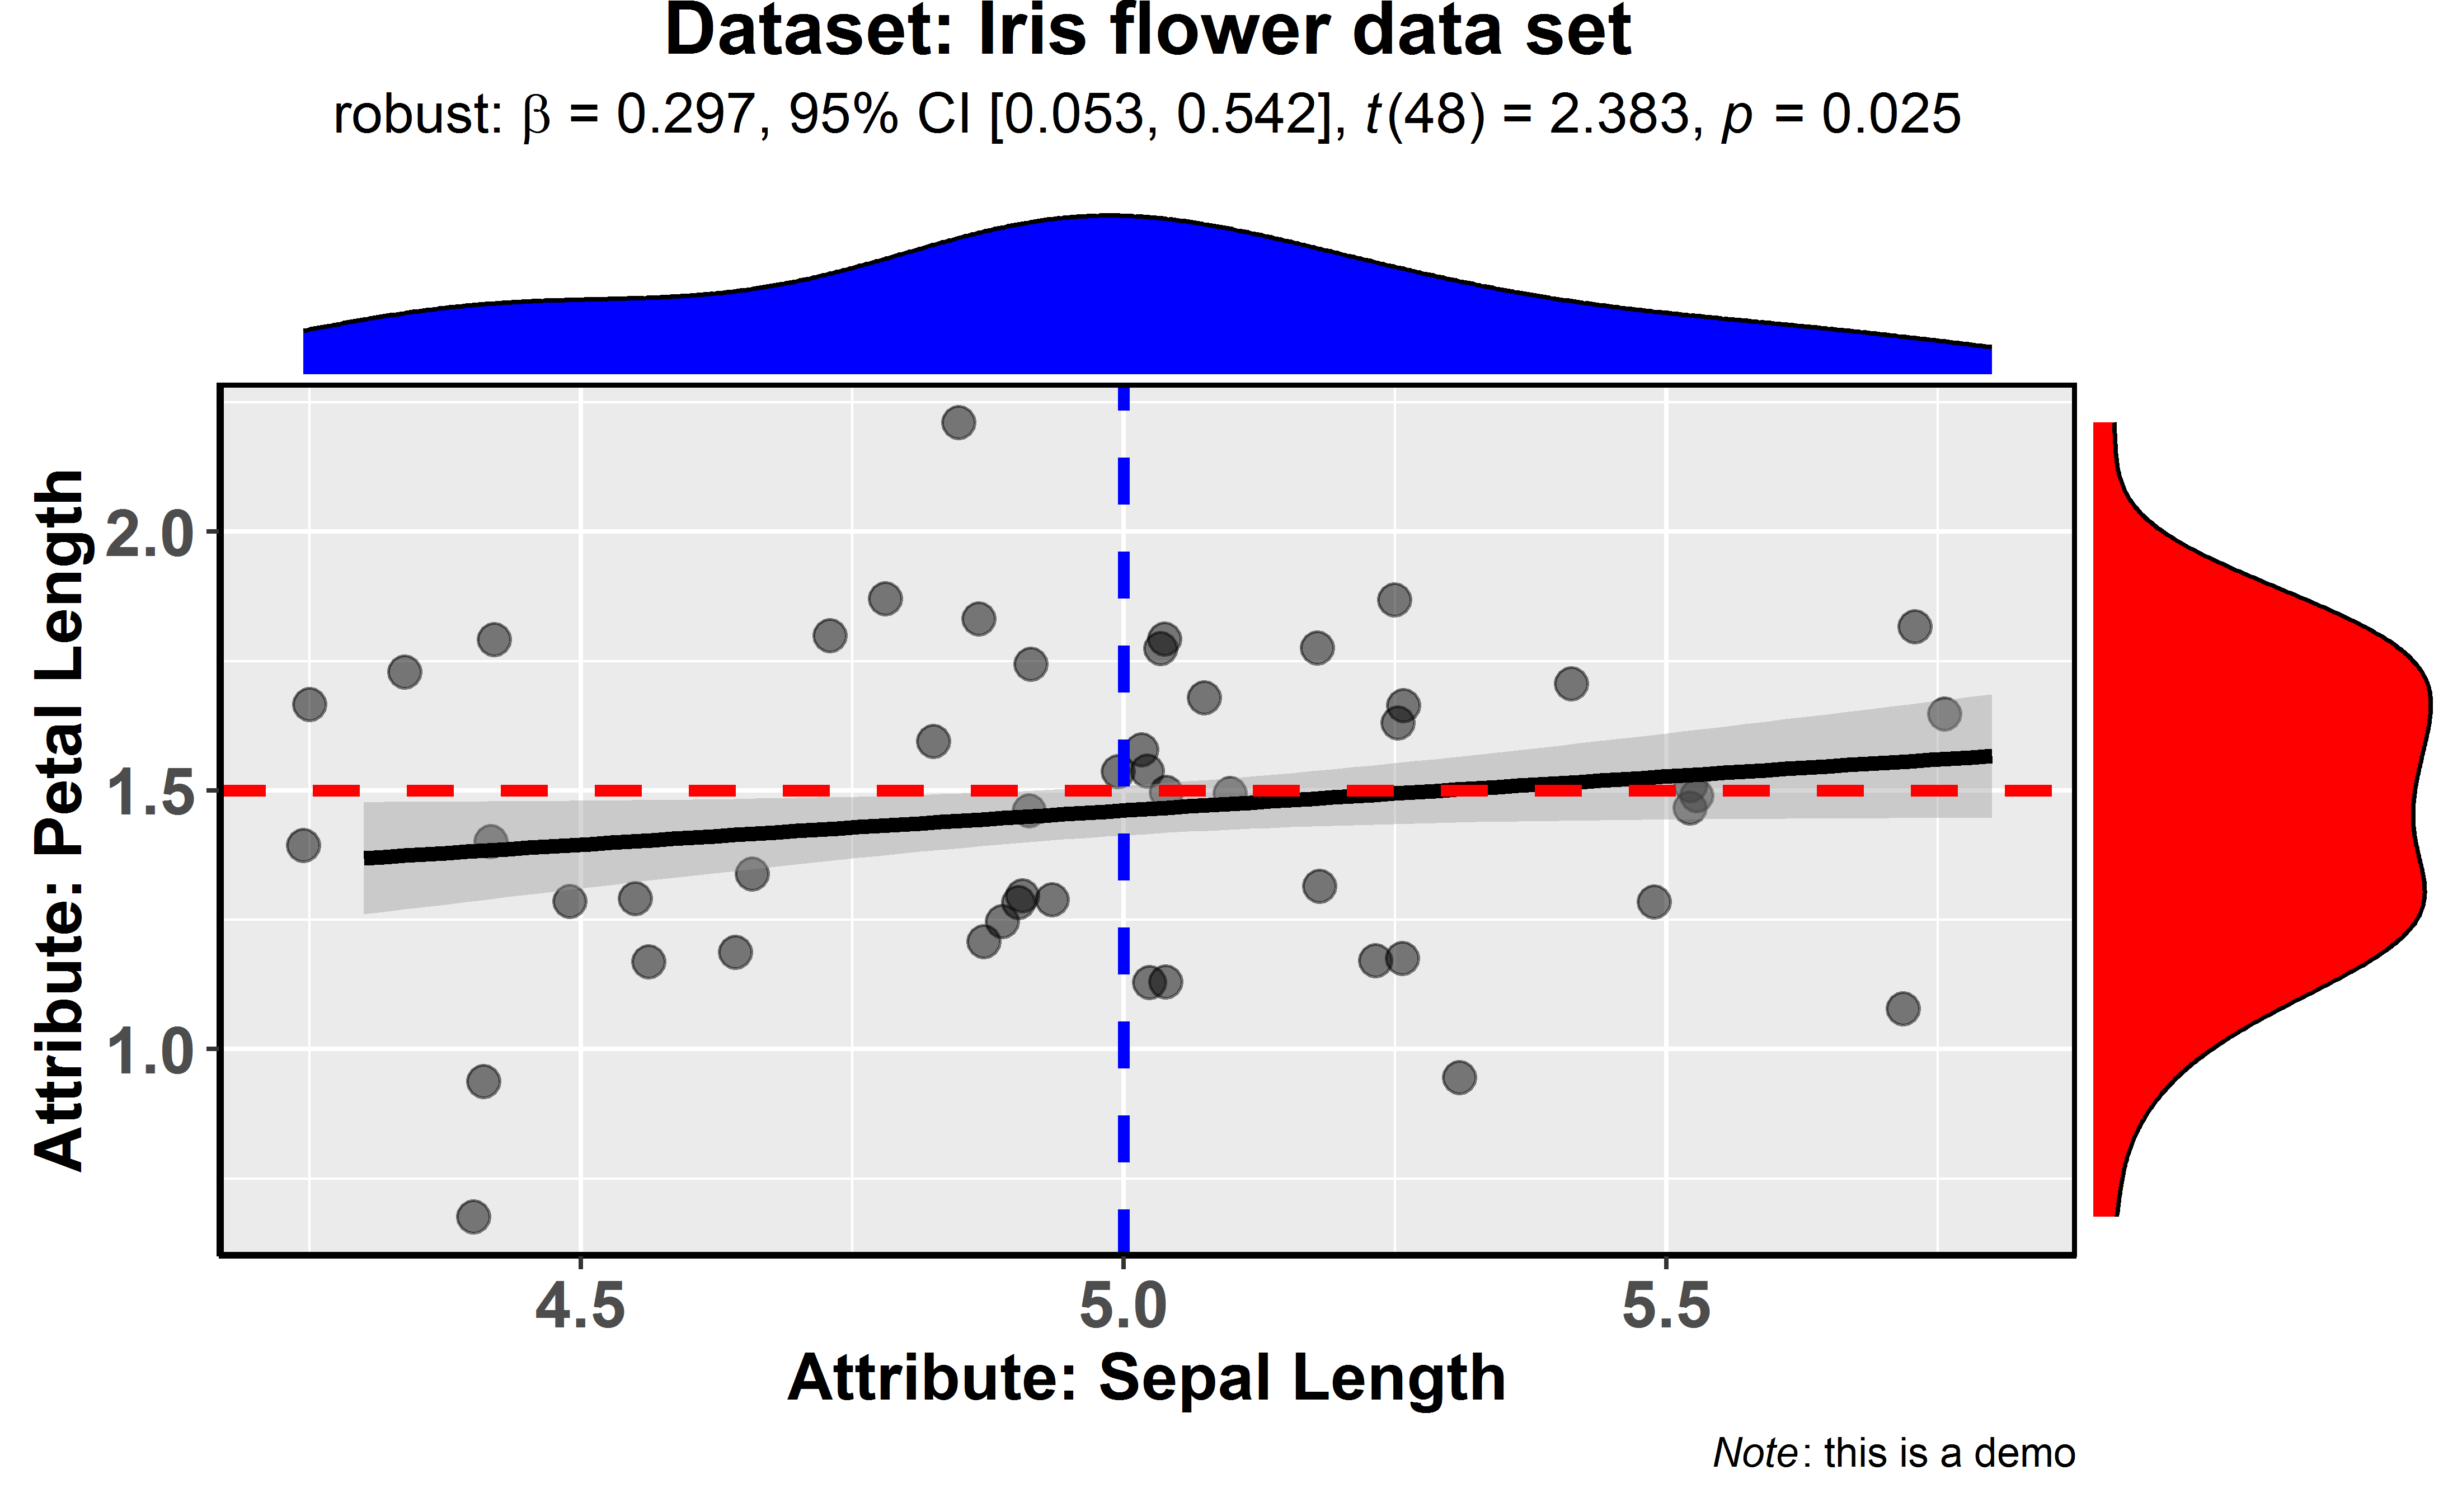 Dataset: Iris flower data set
robust: β = 0.297, 95% CI [0.053, 0.542], t(48) = 2.383, p = 0.025
Attribute: Petal Length
2.0
1.5
1.0
4.5 5.0 5.5
Attribute: Sepal Length
Note: this is a demo